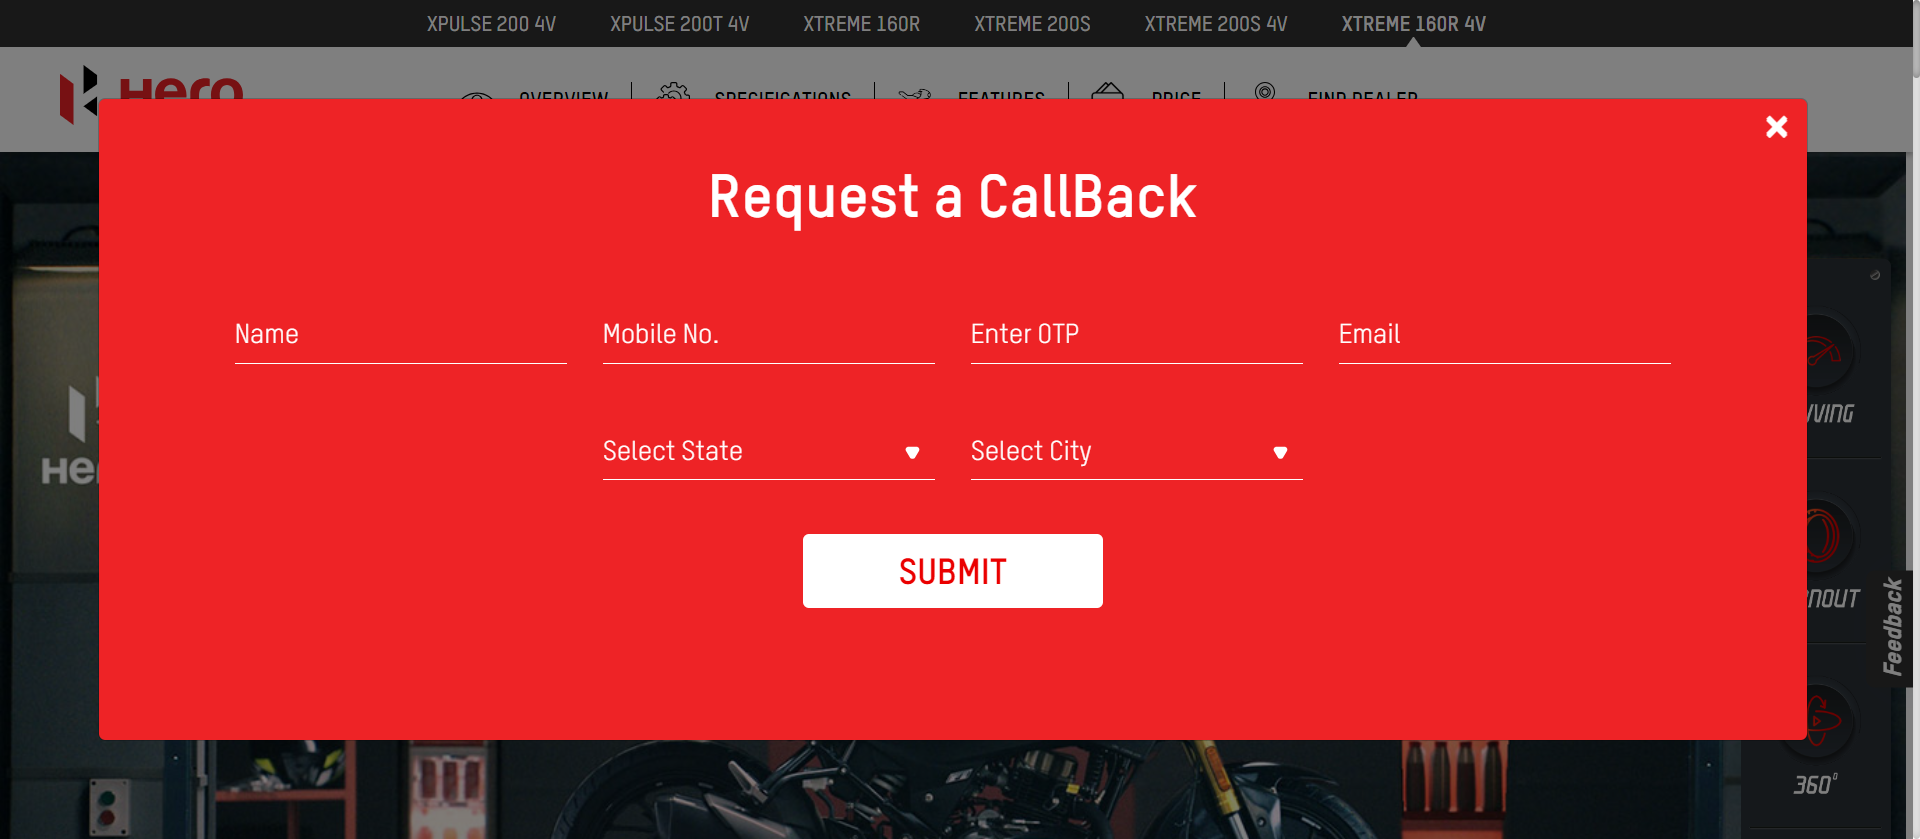 XPULSE 200 4V XPULSE 200T 4V XTREME 160R XTREME 200S XTREME 200S 4V XTREME 160R 4V
Hero OVERVIEW SPECIFICATIONS FEATURES PRICE FIND DEALER
Request a CallBack
Name Mobile No. Enter OTP Email
Select State Select City
SUBMIT
Feedback
360°